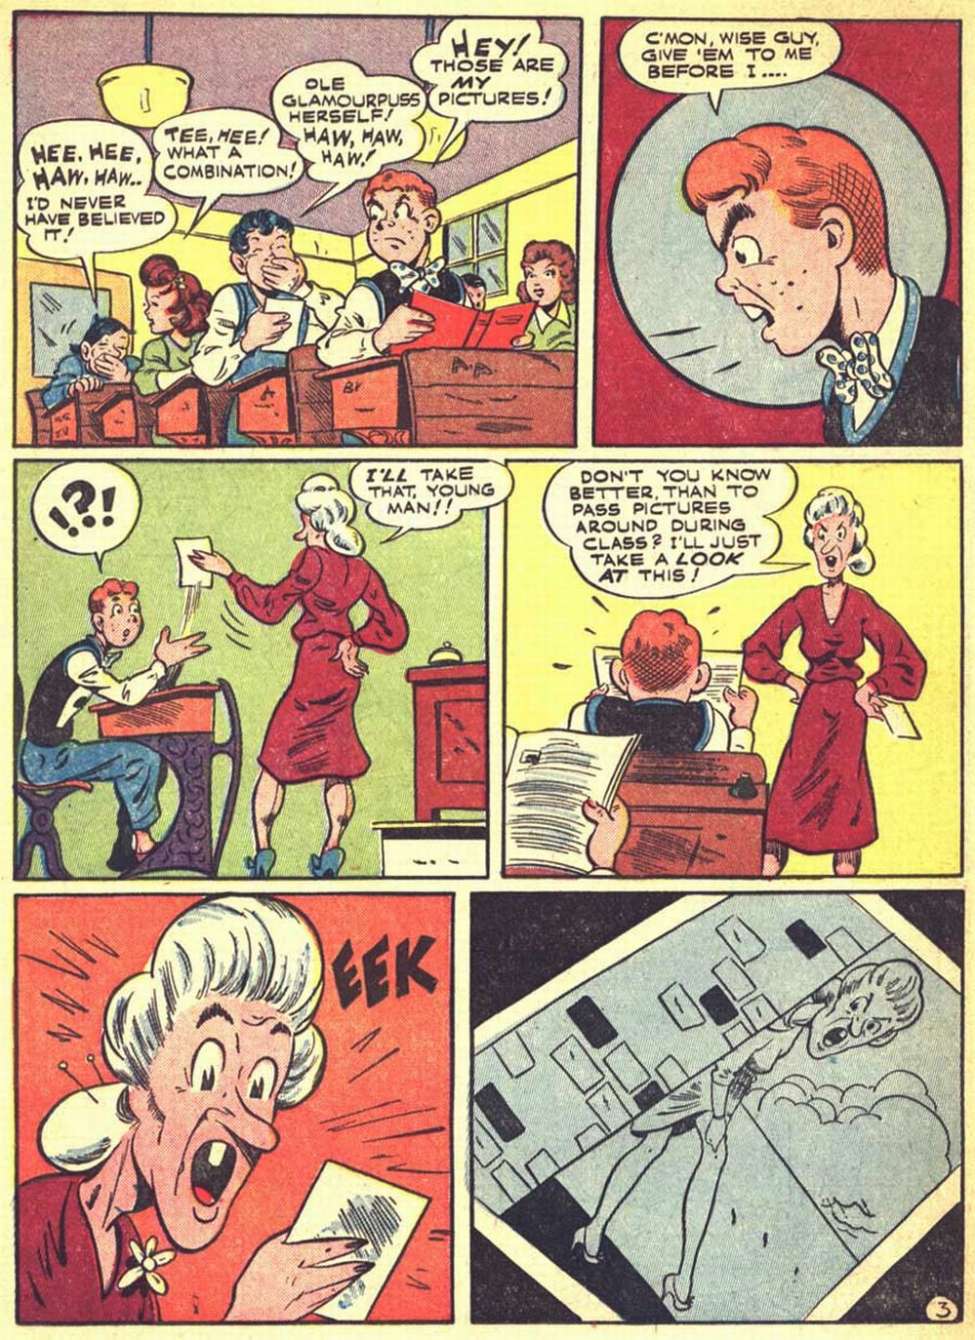 HEE, HEE,
HAW, HAW..
I'D NEVER
HAVE BELIEVED
IT!
TEE, HEE!
WHAT A
COMBINATION!
OLE
GLAMOURPUSS
HERSELF!
HAW, HAW,
HAW!
HEY!
THOSE ARE
MY
PICTURES!
C'MON, WISE GUY,
GIVE 'EM TO ME
BEFORE I....
!?!
I'LL TAKE
THAT, YOUNG
MAN!!
DON'T YOU KNOW
BETTER, THAN TO
PASS PICTURES
AROUND DURING
CLASS? I'LL JUST
TAKE A LOOK
AT THIS!
EEK
3